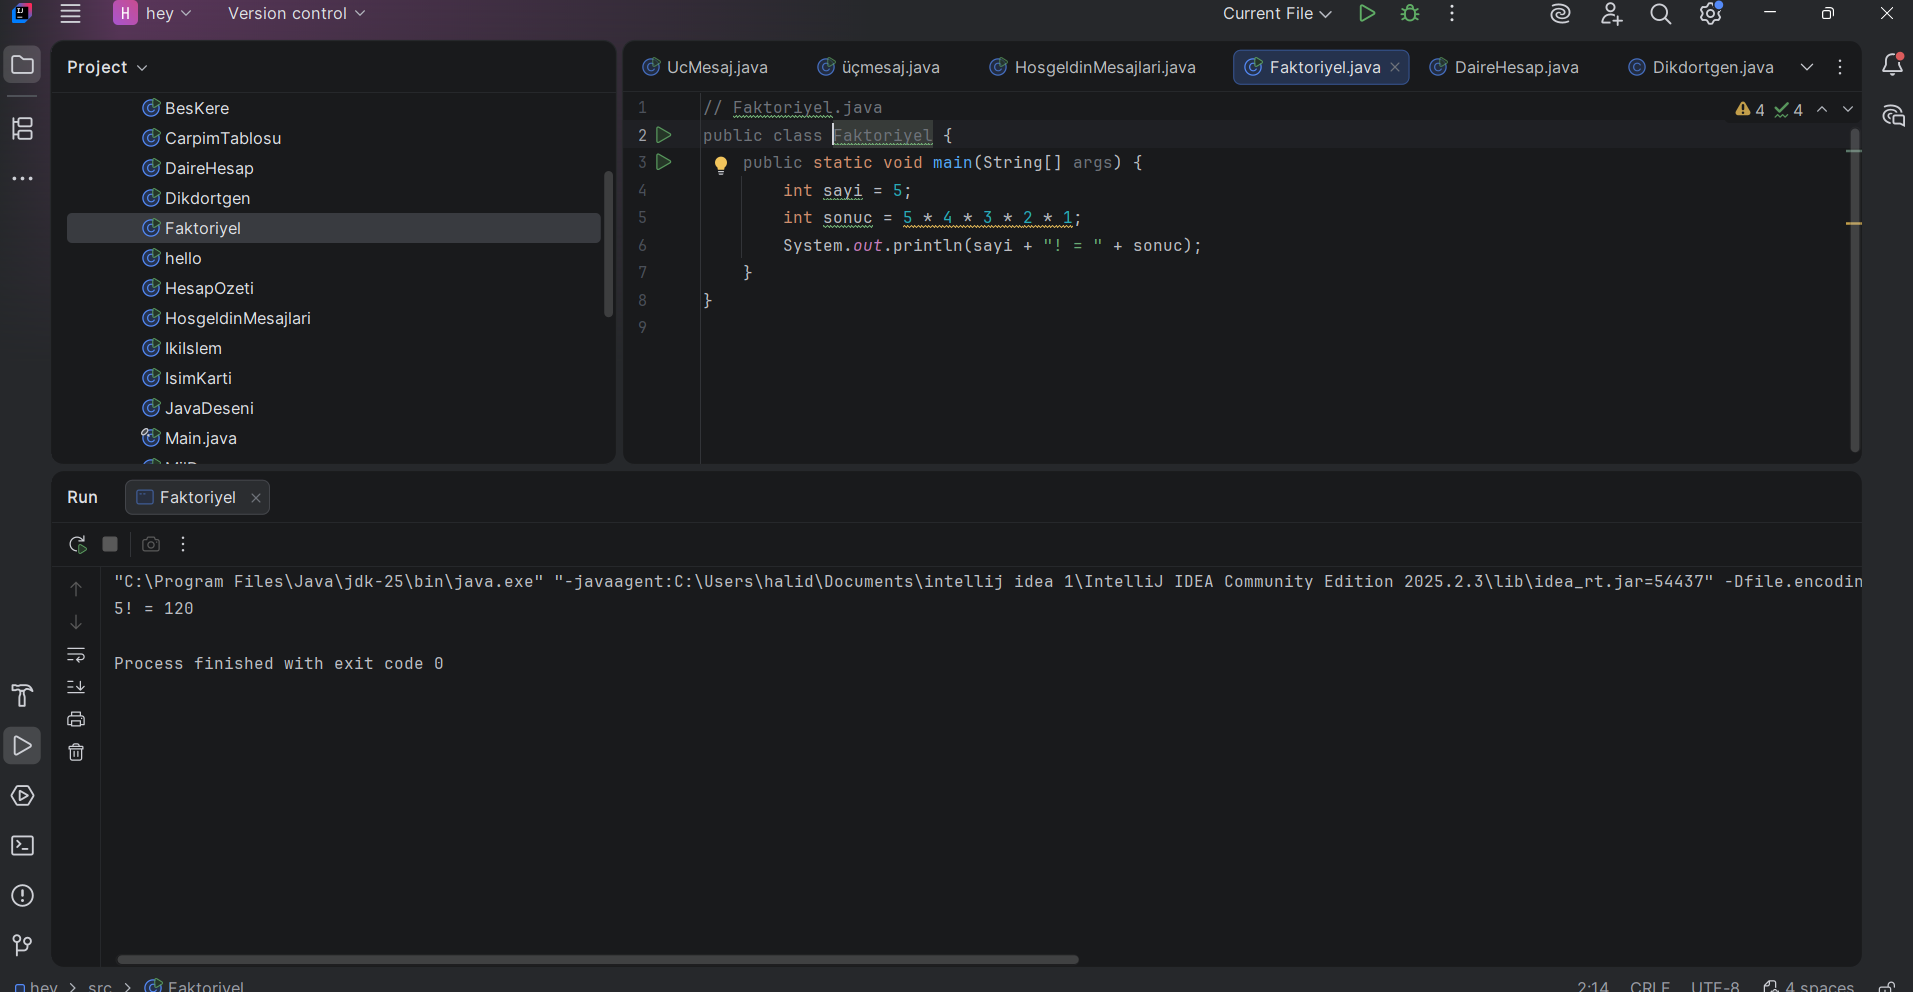 H hey Version control Current File
Project
BesKere
CarpimTablosu
DaireHesap
Dikdortgen
Faktoriyel
hello
HesapOzeti
HosgeldinMesajlari
IkiIslem
IsimKarti
JavaDeseni
Main.java
UcMesaj.java üçmesaj.java HosgeldinMesajlari.java Faktoriyel.java DaireHesap.java Dikdortgen.java
4 4
1 // Faktoriyel.java
2 public class Faktoriyel {
3 public static void main(String[] args) {
4 int sayi = 5;
5 int sonuc = 5 * 4 * 3 * 2 * 1;
6 System.out.println(sayi + "! = " + sonuc);
7 }
8 }
9
Run Faktoriyel
"C:\Program Files\Java\jdk-25\bin\java.exe" "-javaagent:C:\Users\halid\Documents\intellij idea 1\IntelliJ IDEA Community Edition 2025.2.3\lib\idea_rt.jar=54437" -Dfile.encodin
5! = 120
Process finished with exit code 0
hey > src > Faktoriyel 2:14 CRLF UTF-8 4 spaces